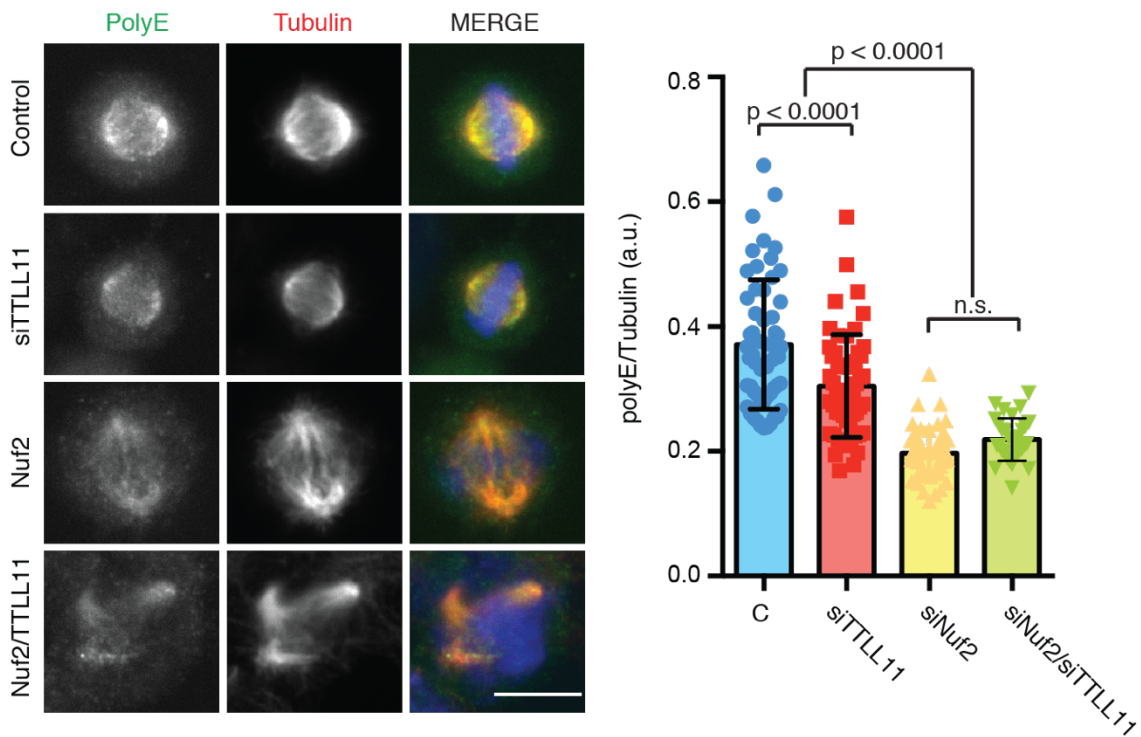 PolyE
Tubulin
MERGE
Control
siTTLL11
Nuf2
Nuf2/TTLL11
p < 0.0001
p < 0.0001
n.s.
polyE/Tubulin (a.u.)
0.8
0.6
0.4
0.2
0.0
C
siTTLL11
siNuf2
siNuf2/siTTLL11